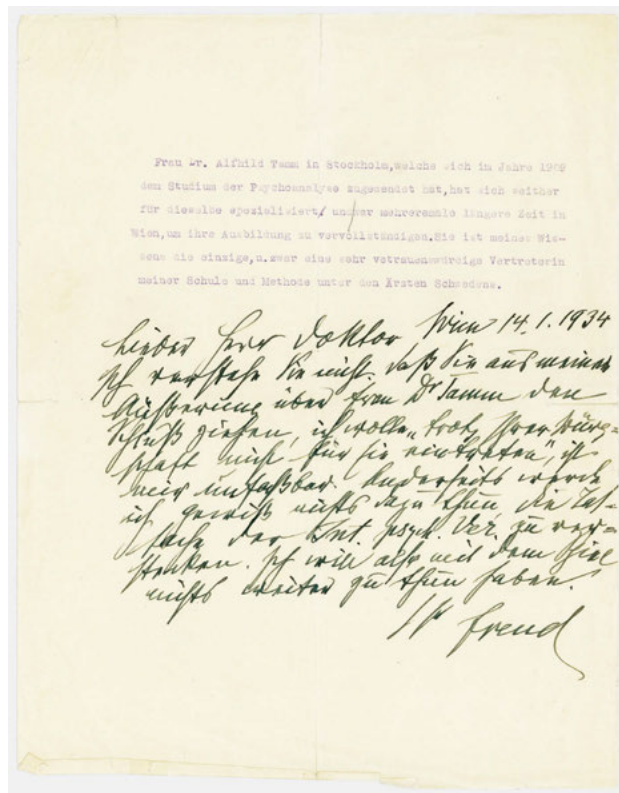 Frau Dr. Alfhild Tamm in Stockholm,welche sich im Jahre 1909
dem Studium der Psychoanalyse zugewendet hat,hat sich seither
für dieselbe spezialisiert/ und war mehreremale längere Zeit in
Wien,um ihre Ausbildung zu vervollständigen.Sie ist meines Wis-
sens die einzige,u.zwar eine sehr vertrauenswürdige Vertreterin
meiner Schule und Methode unter den Ärzten Schwedens.
Wien 14.1.1934
Lieber Herr Doktor
Ich verstehe Sie nicht. Daß Sie aus meiner
Äußerung über Frau Dr Tamm den
Schluß ziehen, ich wolle „trotz Ihrer Bürg-
schaft nicht für sie eintreten", ist
mir unfaßbar. Anderseits werde
ich gewiß nichts dazu thun die Tat-
sache der Int. psych. Ver. zu ver-
stecken. Ich will also mit dem
nichts weiter zu thun haben.
Ihr Freud